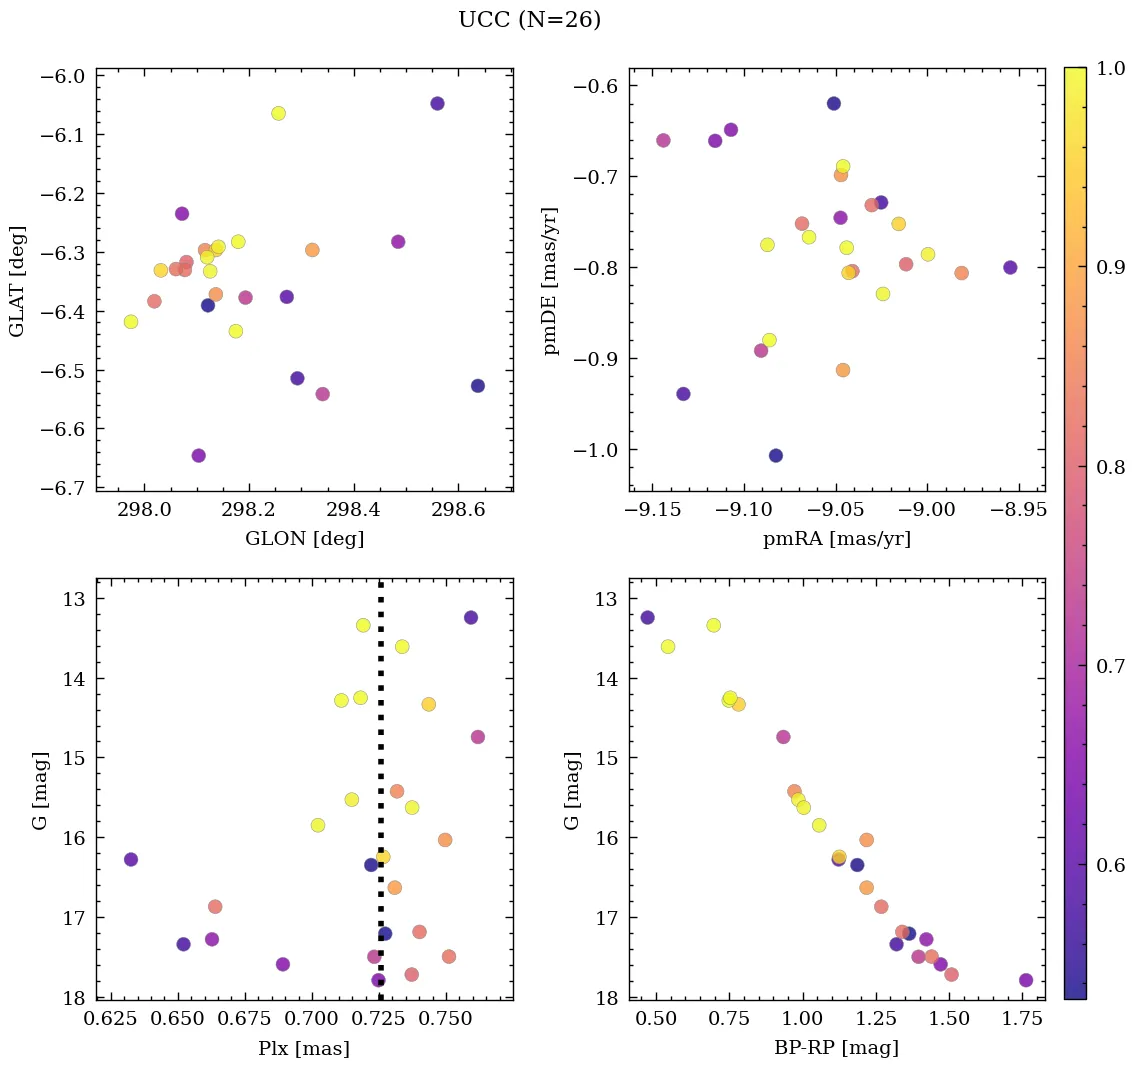 UCC (N=26)
−6.0
−6.1
−6.2
−6.3
−6.4
−6.5
−6.6
−6.7
GLAT [deg]
298.0 298.2 298.4 298.6
GLON [deg]
−0.6
−0.7
−0.8
−0.9
−1.0
pmDE [mas/yr]
−9.15 −9.10 −9.05 −9.00 −8.95
pmRA [mas/yr]
1.0
0.9
0.8
0.7
0.6
13
14
15
16
17
18
G [mag]
0.625 0.650 0.675 0.700 0.725 0.750
Plx [mas]
13
14
15
16
17
18
G [mag]
0.50 0.75 1.00 1.25 1.50 1.75
BP-RP [mag]